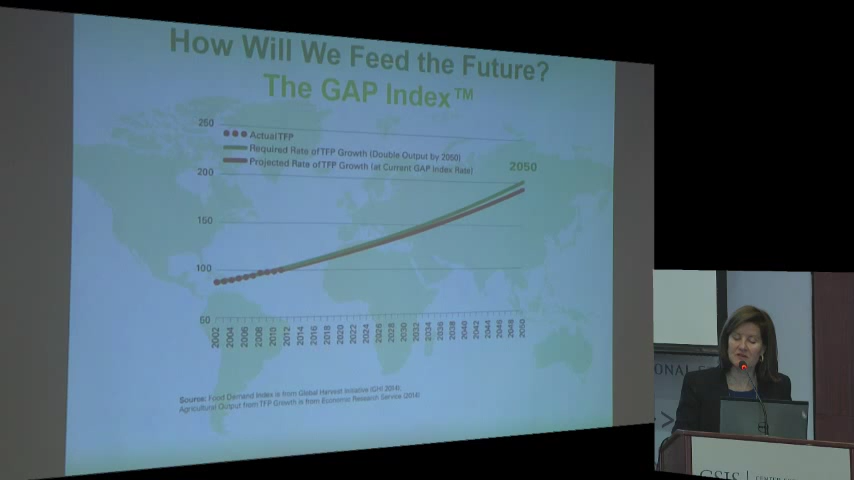 How Will We Feed the Future?
The GAP Index™
250
Actual TFP
Required Rate of TFP Growth (Double Output by 2050)
Projected Rate of TFP Growth (at Current GAP Index Rate)
2050
200
150
100
60
2002 2004 2006 2008 2010 2012 2014 2016 2018 2020 2022 2024 2026 2028 2030 2032 2034 2036 2038 2040 2042 2044 2046 2048 2050
Source: Food Demand Index is from Global Harvest Initiative (GHI 2014);
Agricultural Output from TFP Growth is from Economic Research Service (2014)
ONAL
CSIS | CENTER